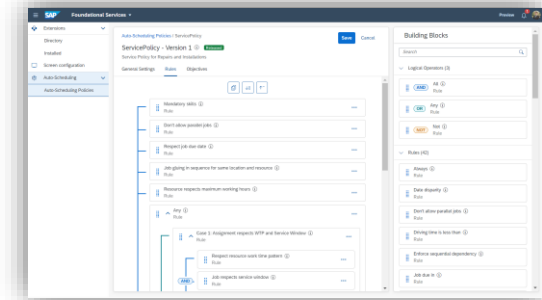 SAP Foundational Services
Preview
Extensions
Directory
Installed
Screen configuration
Auto-Scheduling
Auto-Scheduling Policies
Auto-Scheduling Policies / ServicePolicy
ServicePolicy - Version 1
Save
Cancel
Service Policy for Repairs and Installations
General Settings
Rules
Objectives
Mandatory skills
Rule
Don't allow parallel jobs
Rule
Respect job due date
Rule
Job giving in sequence for same location and resource
Rule
Resource respects maximum working hours
Rule
Any
Rule
Case 1: Assignment respects WTP and Service Window
Rule
Respect resource work time pattern
Rule
AND
Job respects service window
Rule
Building Blocks
Search
Logical Operators (3)
AND
All
Rule
OR
Any
Rule
NOT
Not
Rule
Rules (43)
Always
Rule
Date disparity
Rule
Don't allow parallel jobs
Rule
Driving time is less than
Rule
Enforce sequential dependency
Rule
Job due in
Rule